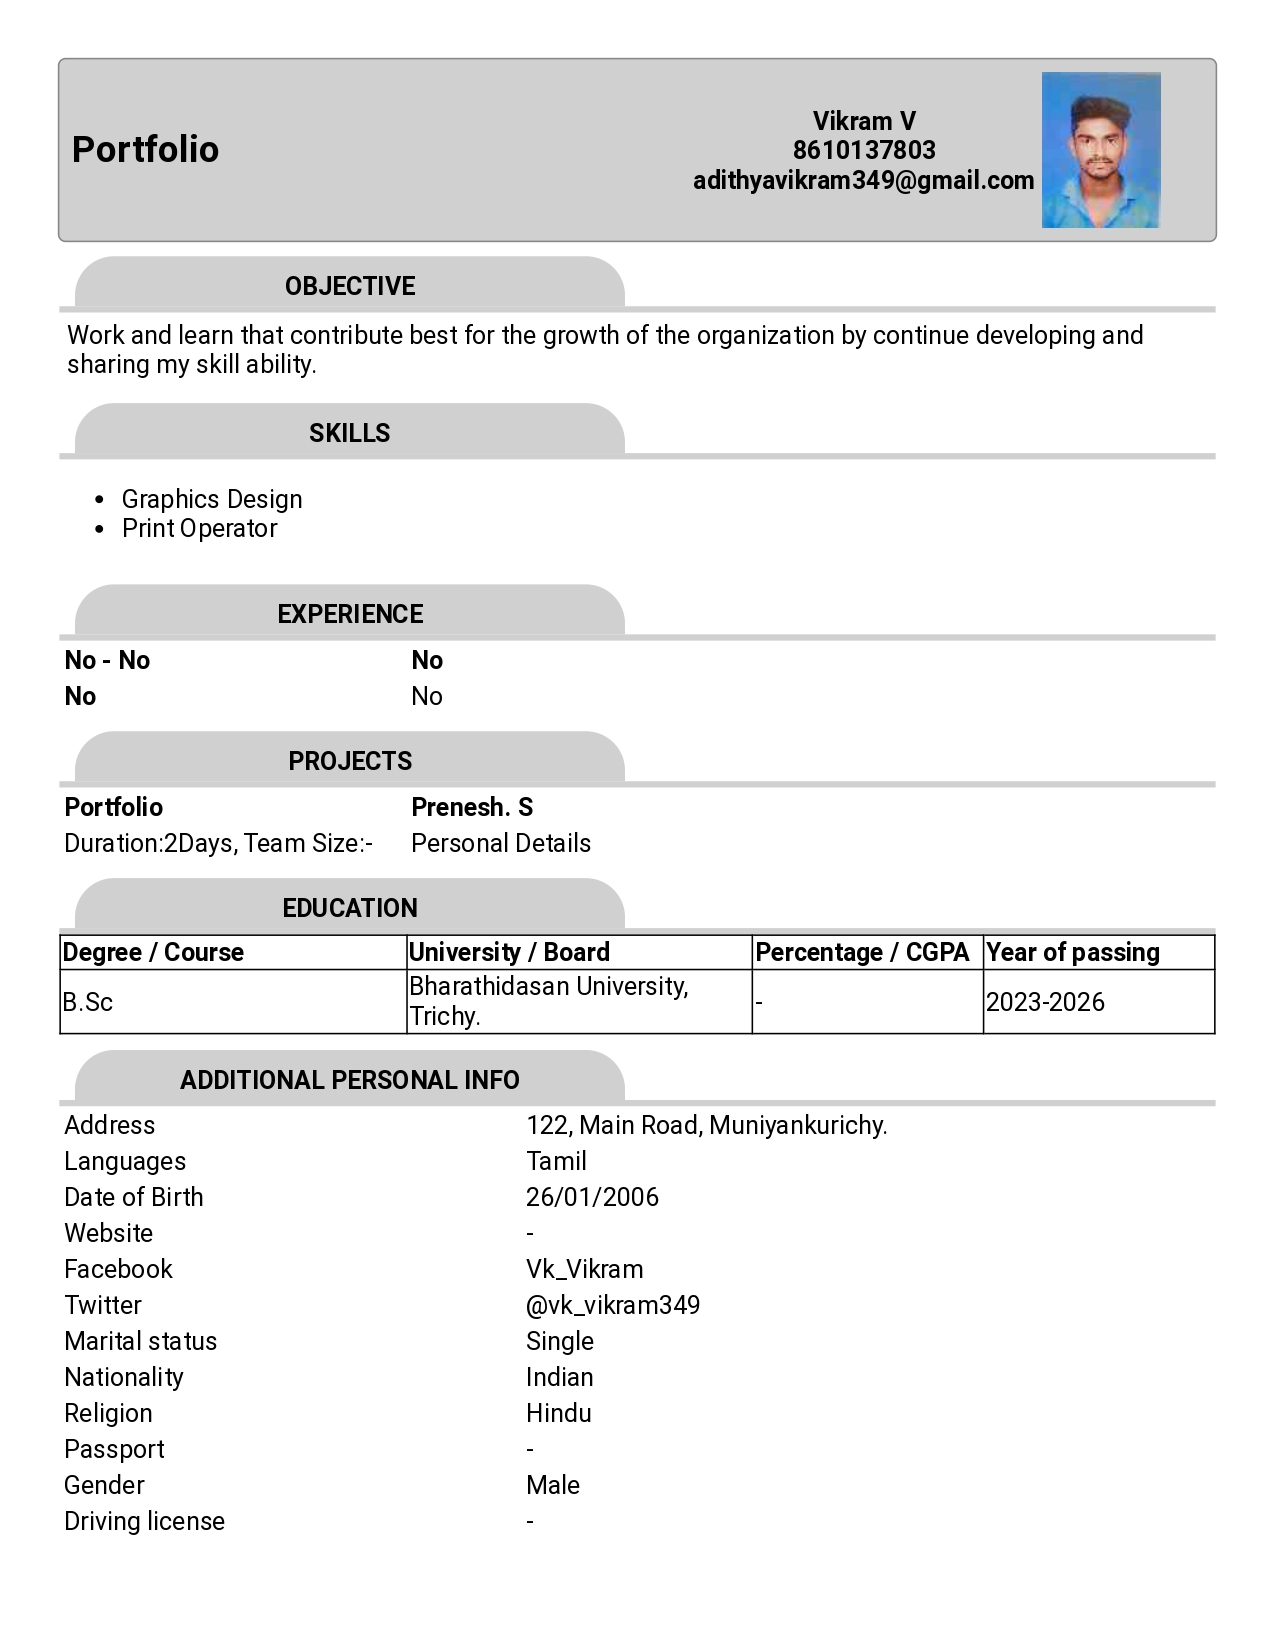 Portfolio
Vikram V
8610137803
adithyavikram349@gmail.com
OBJECTIVE
Work and learn that contribute best for the growth of the organization by continue developing and
sharing my skill ability.
SKILLS
• Graphics Design
• Print Operator
EXPERIENCE
No - No No
No No
PROJECTS
Portfolio Prenesh. S
Duration:2Days, Team Size:- Personal Details
EDUCATION
Degree / Course University / Board Percentage / CGPA Year of passing
B.Sc Bharathidasan University, - 2023-2026
Trichy.
ADDITIONAL PERSONAL INFO
Address 122, Main Road, Muniyankurichy.
Languages Tamil
Date of Birth 26/01/2006
Website -
Facebook Vk_Vikram
Twitter @vk_vikram349
Marital status Single
Nationality Indian
Religion Hindu
Passport -
Gender Male
Driving license -